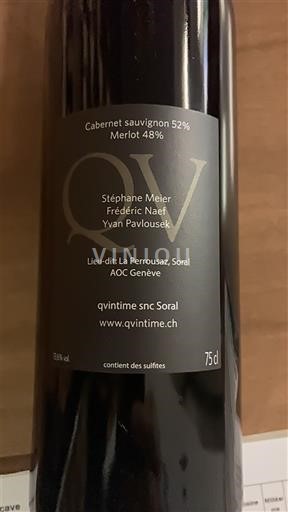 Cabernet sauvignon 52%
Merlot 48%
QV
Stéphane Meier
Frédéric Naef
Yvan Pavlousek
VINIOU
Lieu-dit: La Perrousaz, Soral
AOC Genève
qvintime snc Soral
www.qvintime.ch
75 cl
contient des sulfites
cave